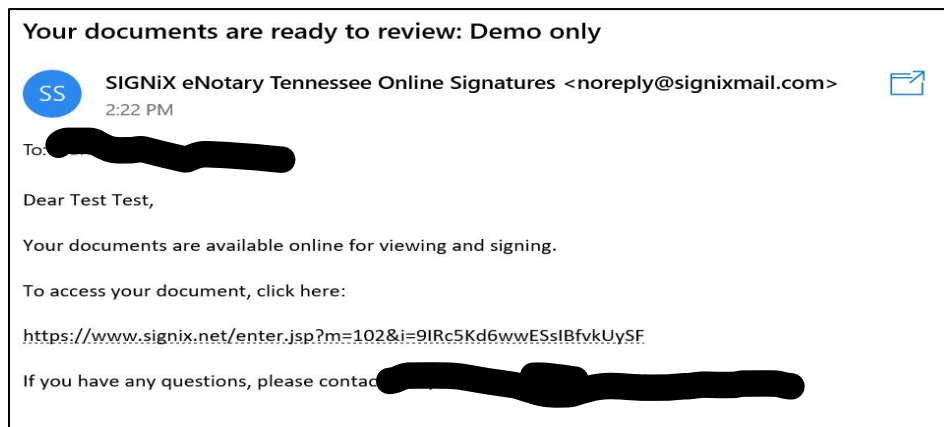 Your documents are ready to review: Demo only
SS
SIGNiX eNotary Tennessee Online Signatures <noreply@signixmail.com>
2:22 PM
To:
Dear Test Test,
Your documents are available online for viewing and signing.
To access your document, click here:
https://www.signix.net/enter.jsp?m=102&i=9IRc5Kd6wwESsIBfvkUySF
If you have any questions, please contac